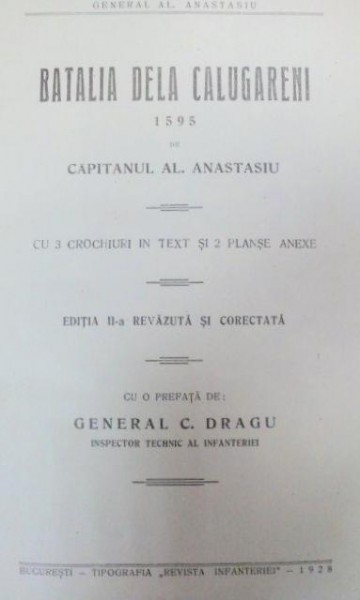 GENERAL AL. ANASTASIU
BATALIA DELA CALUGARENI
1595
DE
CAPITANUL AL. ANASTASIU
CU 3 CROCHIURI IN TEXT ȘI 2 PLANȘE ANEXE
EDIȚIA II-a REVĂZUTĂ ȘI CORECTATĂ
CU O PREFAȚĂ DE:
GENERAL C. DRAGU
INSPECTOR TECHNIC AL INFANTERIEI
BUCUREȘTI – TIPOGRAFIA „REVISTA INFANTERIEI" – 1928